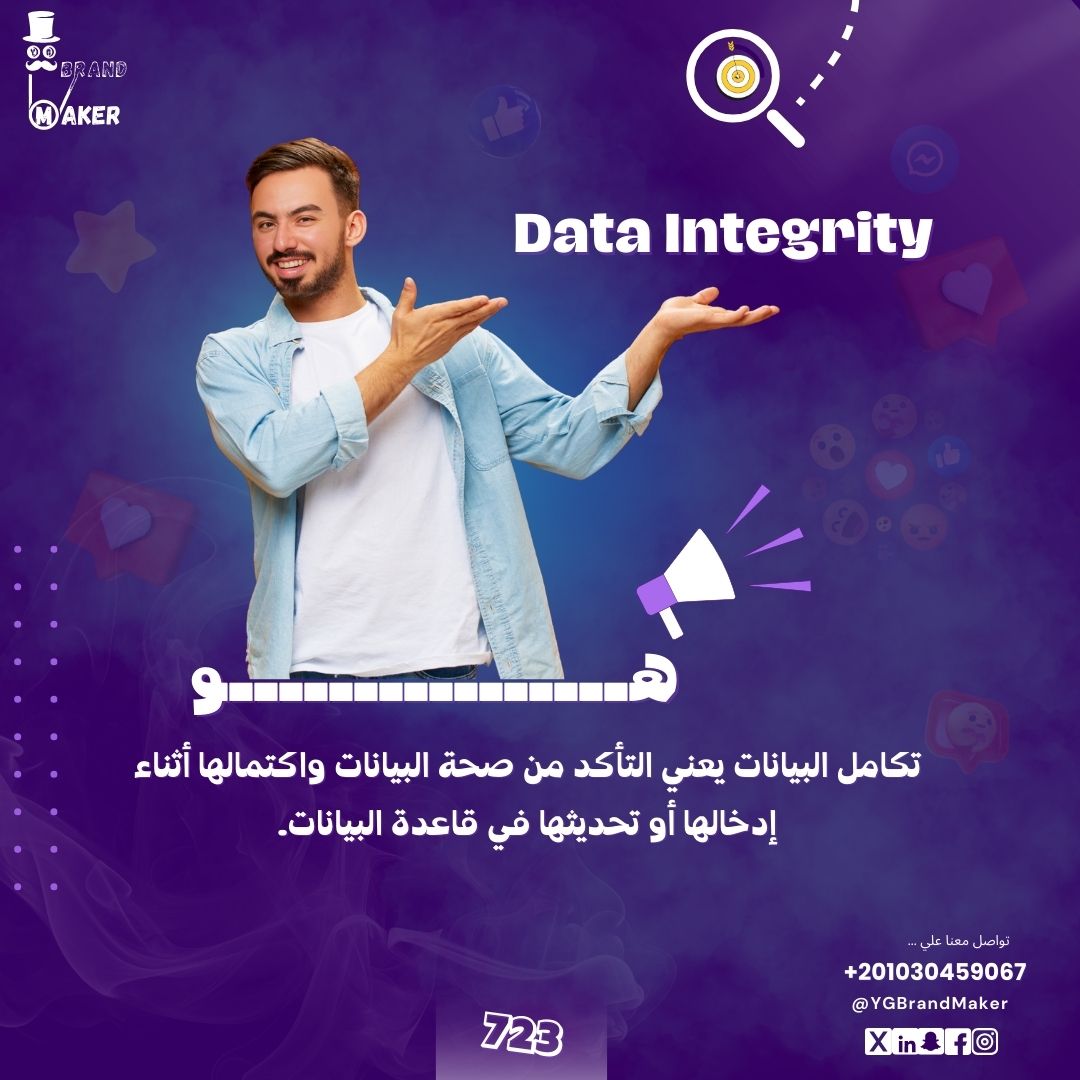 BRAND
MAKER
Data Integrity
هـــــــــــــــــو
تكامل البيانات يعني التأكد من صحة البيانات واكتمالها أثناء
إدخالها أو تحديثها في قاعدة البيانات.
تواصل معنا علي ...
+201030459067
@YGBrandMaker
723